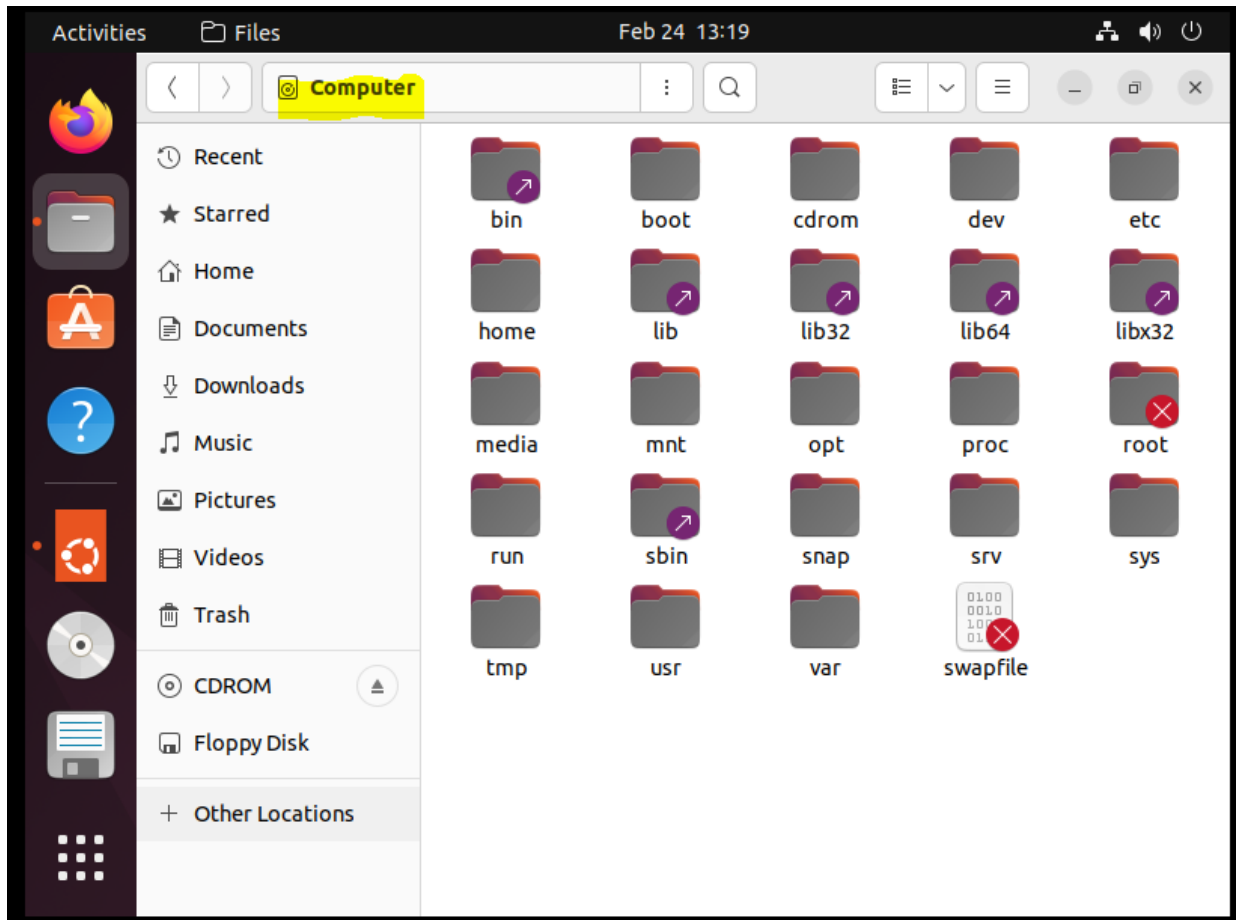 Activities Files Feb 24 13:19
Computer
Recent
Starred
Home
Documents
Downloads
Music
Pictures
Videos
Trash
CDROM
Floppy Disk
Other Locations
bin boot cdrom dev etc
home lib lib32 lib64 libx32
media mnt opt proc root
run sbin snap srv sys
0100
0010
tmp usr var swapfile